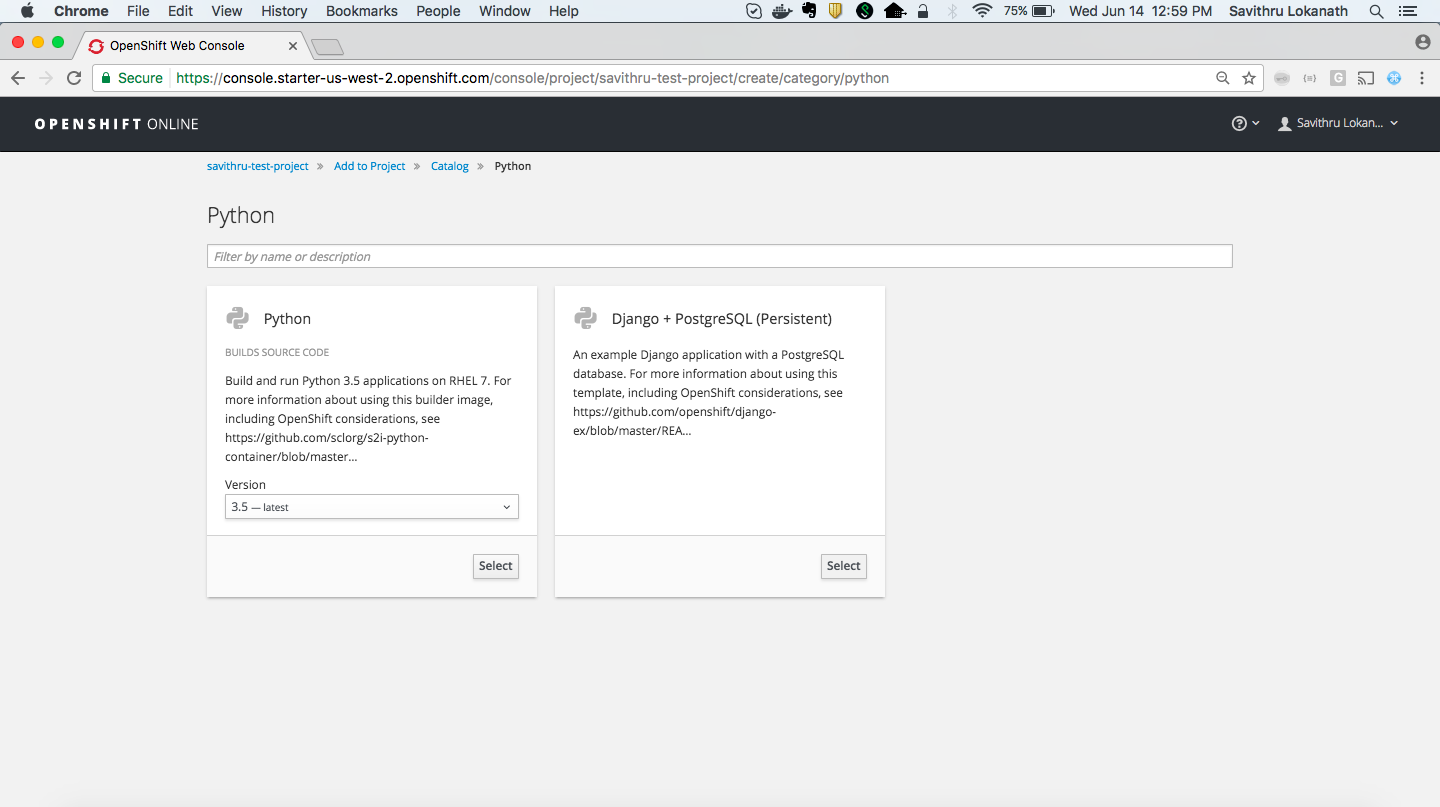 Chrome File Edit View History Bookmarks People Window Help 75% Wed Jun 14 12:59 PM Savithru Lokanath
OpenShift Web Console
Secure https://console.starter-us-west-2.openshift.com/console/project/savithru-test-project/create/category/python
OPENSHIFT ONLINE
Savithru Lokan...
savithru-test-project » Add to Project » Catalog » Python
Python
Filter by name or description
Python
BUILDS SOURCE CODE
Build and run Python 3.5 applications on RHEL 7. For
more information about using this builder image,
including OpenShift considerations, see
https://github.com/sclorg/s2i-python-
container/blob/master...
Version
3.5 — latest
Select
Django + PostgreSQL (Persistent)
An example Django application with a PostgreSQL
database. For more information about using this
template, including OpenShift considerations, see
https://github.com/openshift/django-
ex/blob/master/REA...
Select